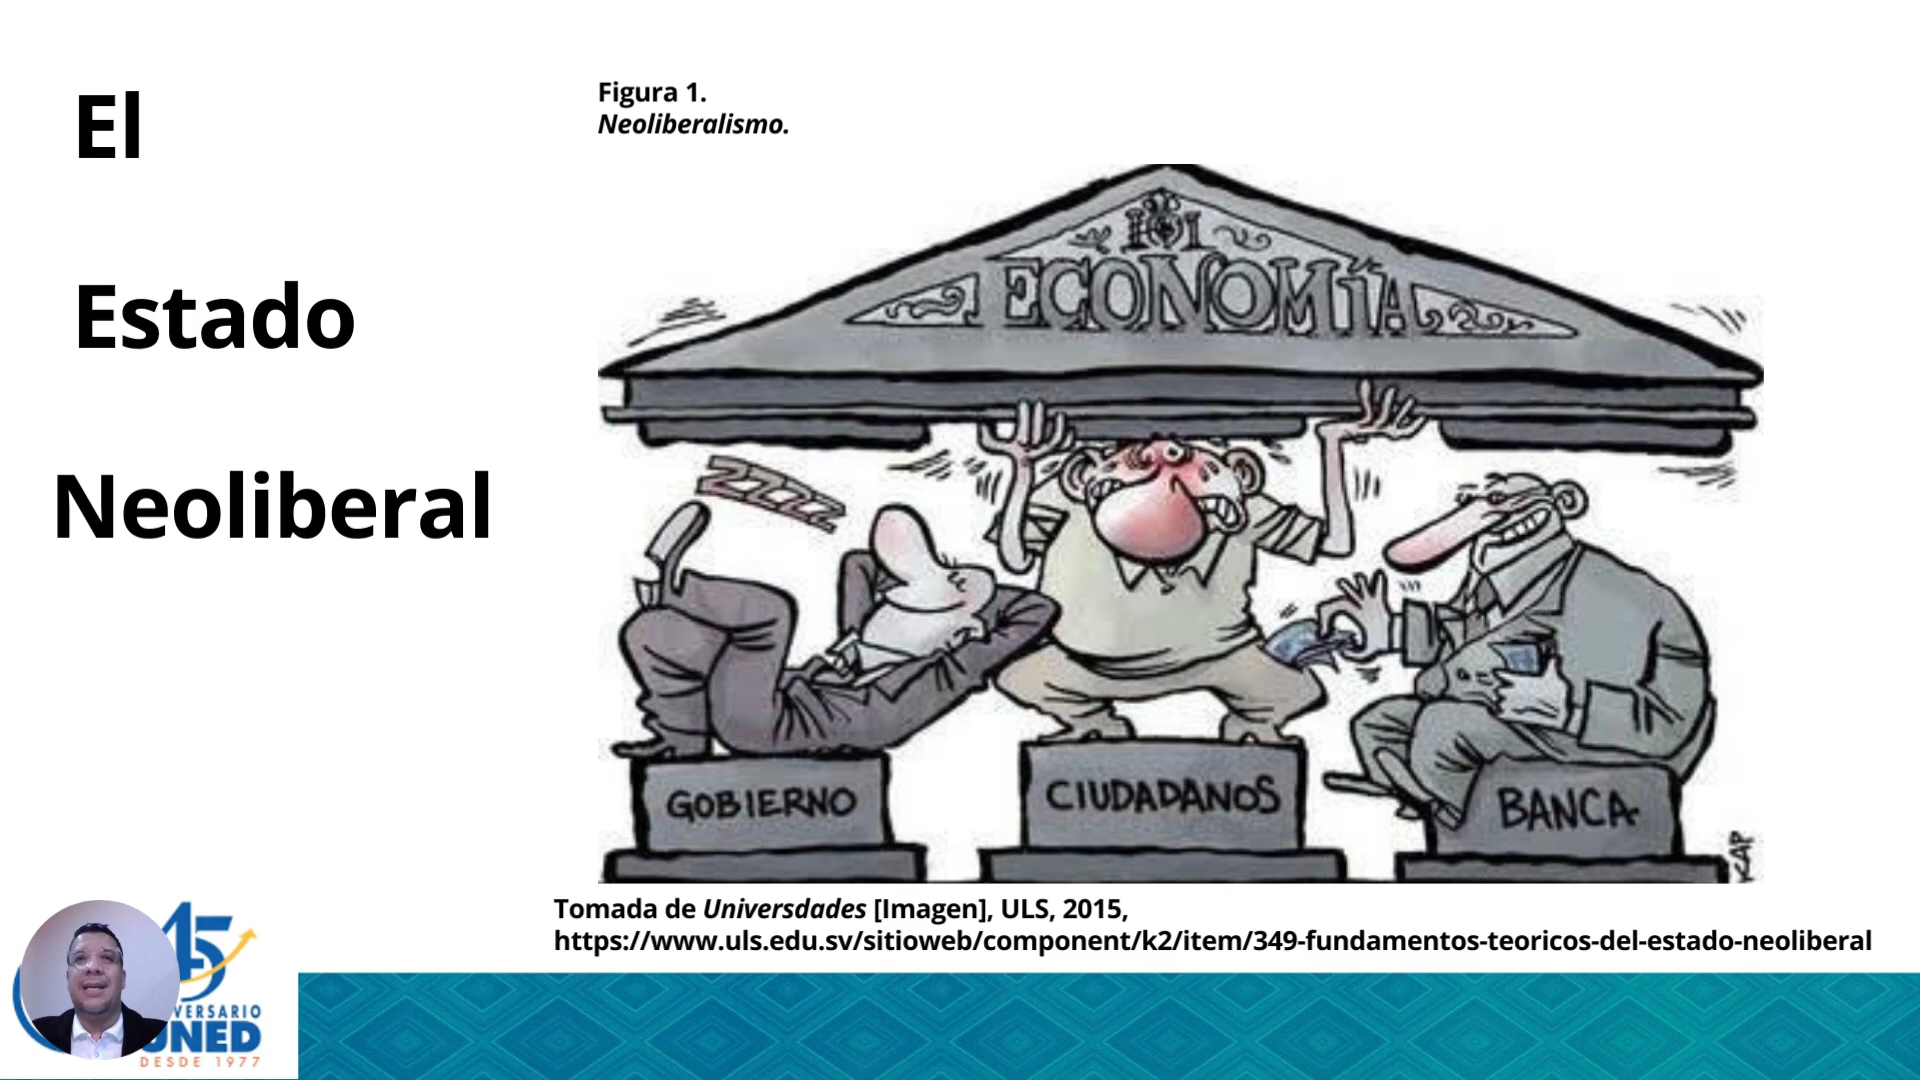 El
Estado
Neoliberal
Figura 1.
Neoliberalismo.
ECONOMÍA
ZZZZ
GOBIERNO
CIUDADANOS
BANCA
KAP
Tomada de Universdades [Imagen], ULS, 2015,
https://www.uls.edu.sv/sitioweb/component/k2/item/349-fundamentos-teoricos-del-estado-neoliberal
45
VERSARIO
UNED
DESDE 1977